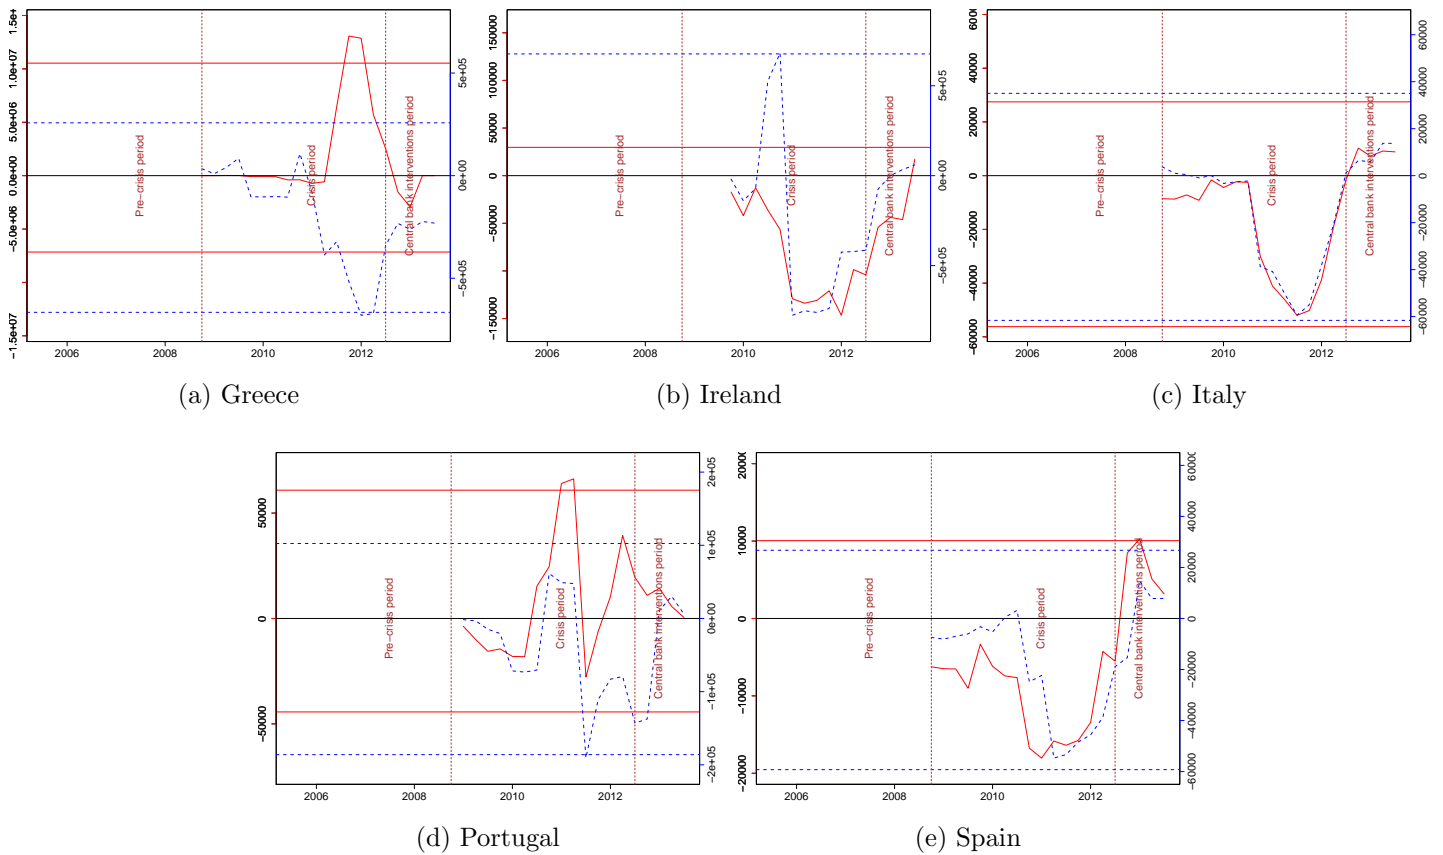 1.5e+
1.0e+07
5.0e+06
0.0e+00
−5.0e+06
−1.5e+07
5e+05
0e+00
−5e+05
Pre−crisis period
Crisis period
Central bank interventions period
2006
2008
2010
2012
(a) Greece
150000
100000
50000
0
−50000
−150000
5e+05
0e+00
−5e+05
Pre−crisis period
Crisis period
Central bank interventions period
2006
2008
2010
2012
(b) Ireland
6000
40000
20000
0
−20000
−40000
−60000
60000
40000
20000
0
−20000
−40000
−60000
Pre−crisis period
Crisis period
Central bank interventions period
2006
2008
2010
2012
(c) Italy
50000
0
−50000
2e+05
1e+05
0e+00
−1e+05
−2e+05
Pre−crisis period
Crisis period
Central bank interventions period
2006
2008
2010
2012
(d) Portugal
20000
10000
0
−10000
−20000
60000
40000
20000
0
−20000
−40000
−60000
Pre−crisis period
Crisis period
Central bank interventions period
2006
2008
2010
2012
(e) Spain